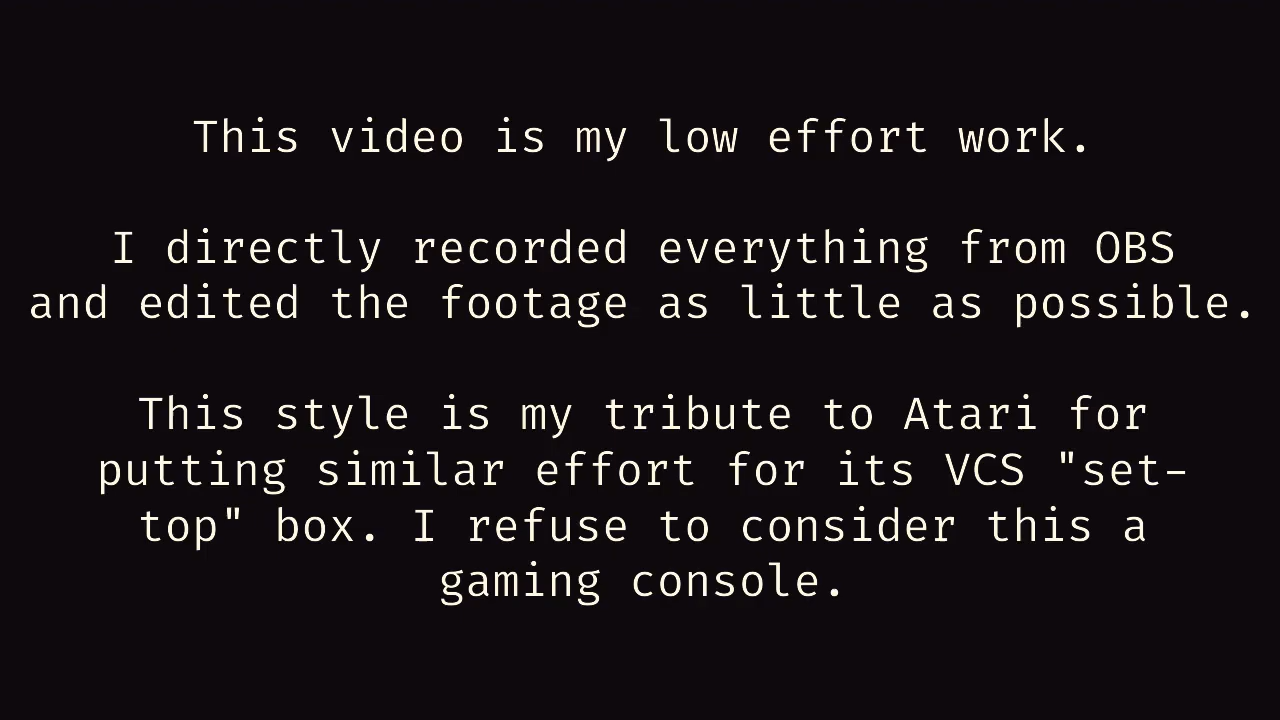 This video is my low effort work.
I directly recorded everything from OBS
and edited the footage as little as possible.
This style is my tribute to Atari for
putting similar effort for its VCS "set-
top" box. I refuse to consider this a
gaming console.